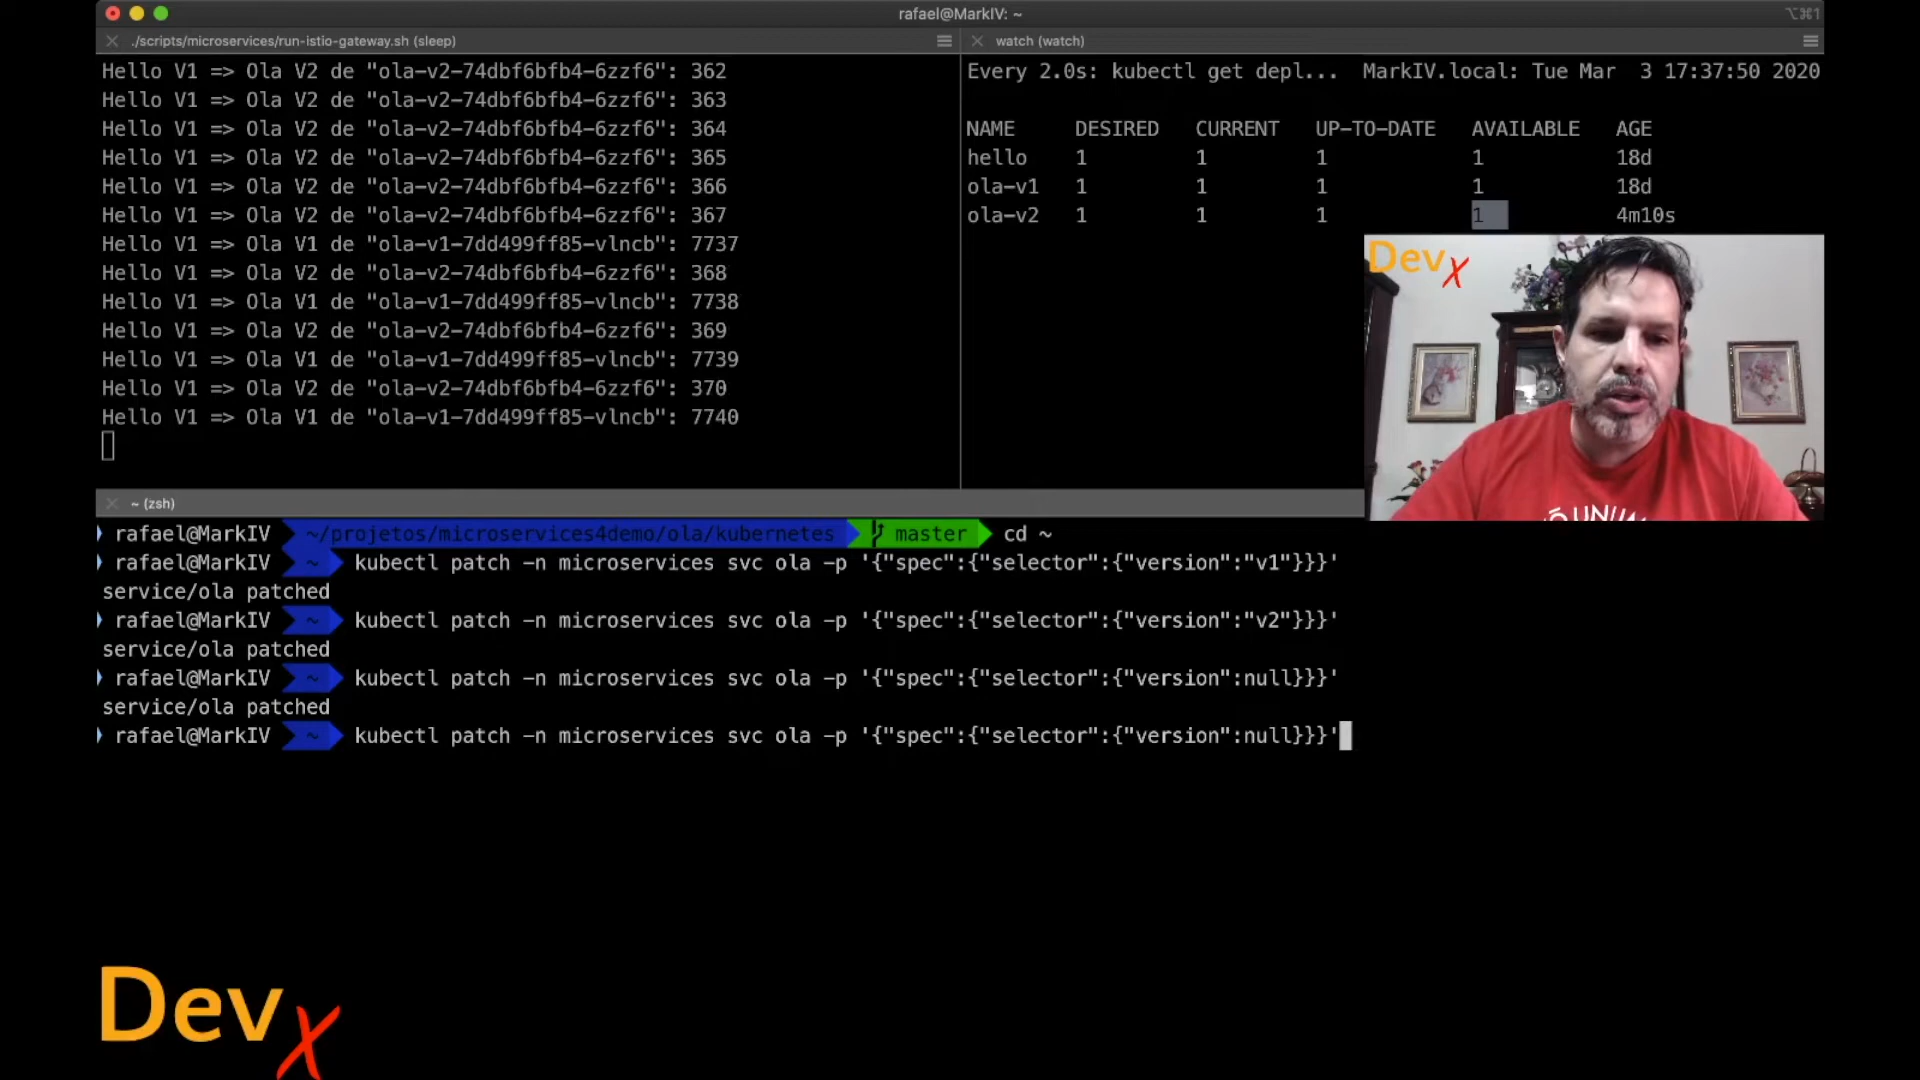 rafael@MarkIV: ~
⌥⌘1
./scripts/microservices/run-istio-gateway.sh (sleep)
Hello V1 => Ola V2 de "ola-v2-74dbf6bfb4-6zzf6": 362
Hello V1 => Ola V2 de "ola-v2-74dbf6bfb4-6zzf6": 363
Hello V1 => Ola V2 de "ola-v2-74dbf6bfb4-6zzf6": 364
Hello V1 => Ola V2 de "ola-v2-74dbf6bfb4-6zzf6": 365
Hello V1 => Ola V2 de "ola-v2-74dbf6bfb4-6zzf6": 366
Hello V1 => Ola V2 de "ola-v2-74dbf6bfb4-6zzf6": 367
Hello V1 => Ola V1 de "ola-v1-7dd499ff85-vlncb": 7737
Hello V1 => Ola V2 de "ola-v2-74dbf6bfb4-6zzf6": 368
Hello V1 => Ola V1 de "ola-v1-7dd499ff85-vlncb": 7738
Hello V1 => Ola V2 de "ola-v2-74dbf6bfb4-6zzf6": 369
Hello V1 => Ola V1 de "ola-v1-7dd499ff85-vlncb": 7739
Hello V1 => Ola V2 de "ola-v2-74dbf6bfb4-6zzf6": 370
Hello V1 => Ola V1 de "ola-v1-7dd499ff85-vlncb": 7740
watch (watch)
Every 2.0s: kubectl get depl... MarkIV.local: Tue Mar 3 17:37:50 2020
NAME DESIRED CURRENT UP-TO-DATE AVAILABLE AGE
hello 1 1 1 1 18d
ola-v1 1 1 1 1 18d
ola-v2 1 1 1 1 4m10s
DevX
~ (zsh)
rafael@MarkIV ~/projetos/microservices4demo/ola/kubernetes master cd ~
rafael@MarkIV ~ kubectl patch -n microservices svc ola -p '{"spec":{"selector":{"version":"v1"}}}'
service/ola patched
rafael@MarkIV ~ kubectl patch -n microservices svc ola -p '{"spec":{"selector":{"version":"v2"}}}'
service/ola patched
rafael@MarkIV ~ kubectl patch -n microservices svc ola -p '{"spec":{"selector":{"version":null}}}'
service/ola patched
rafael@MarkIV ~ kubectl patch -n microservices svc ola -p '{"spec":{"selector":{"version":null}}}'
DevX